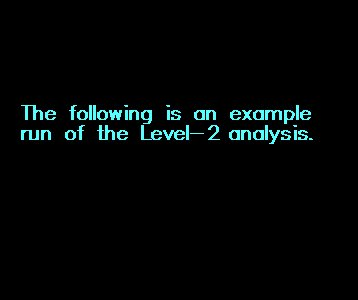 The following is an example
run of the Level-2 analysis.